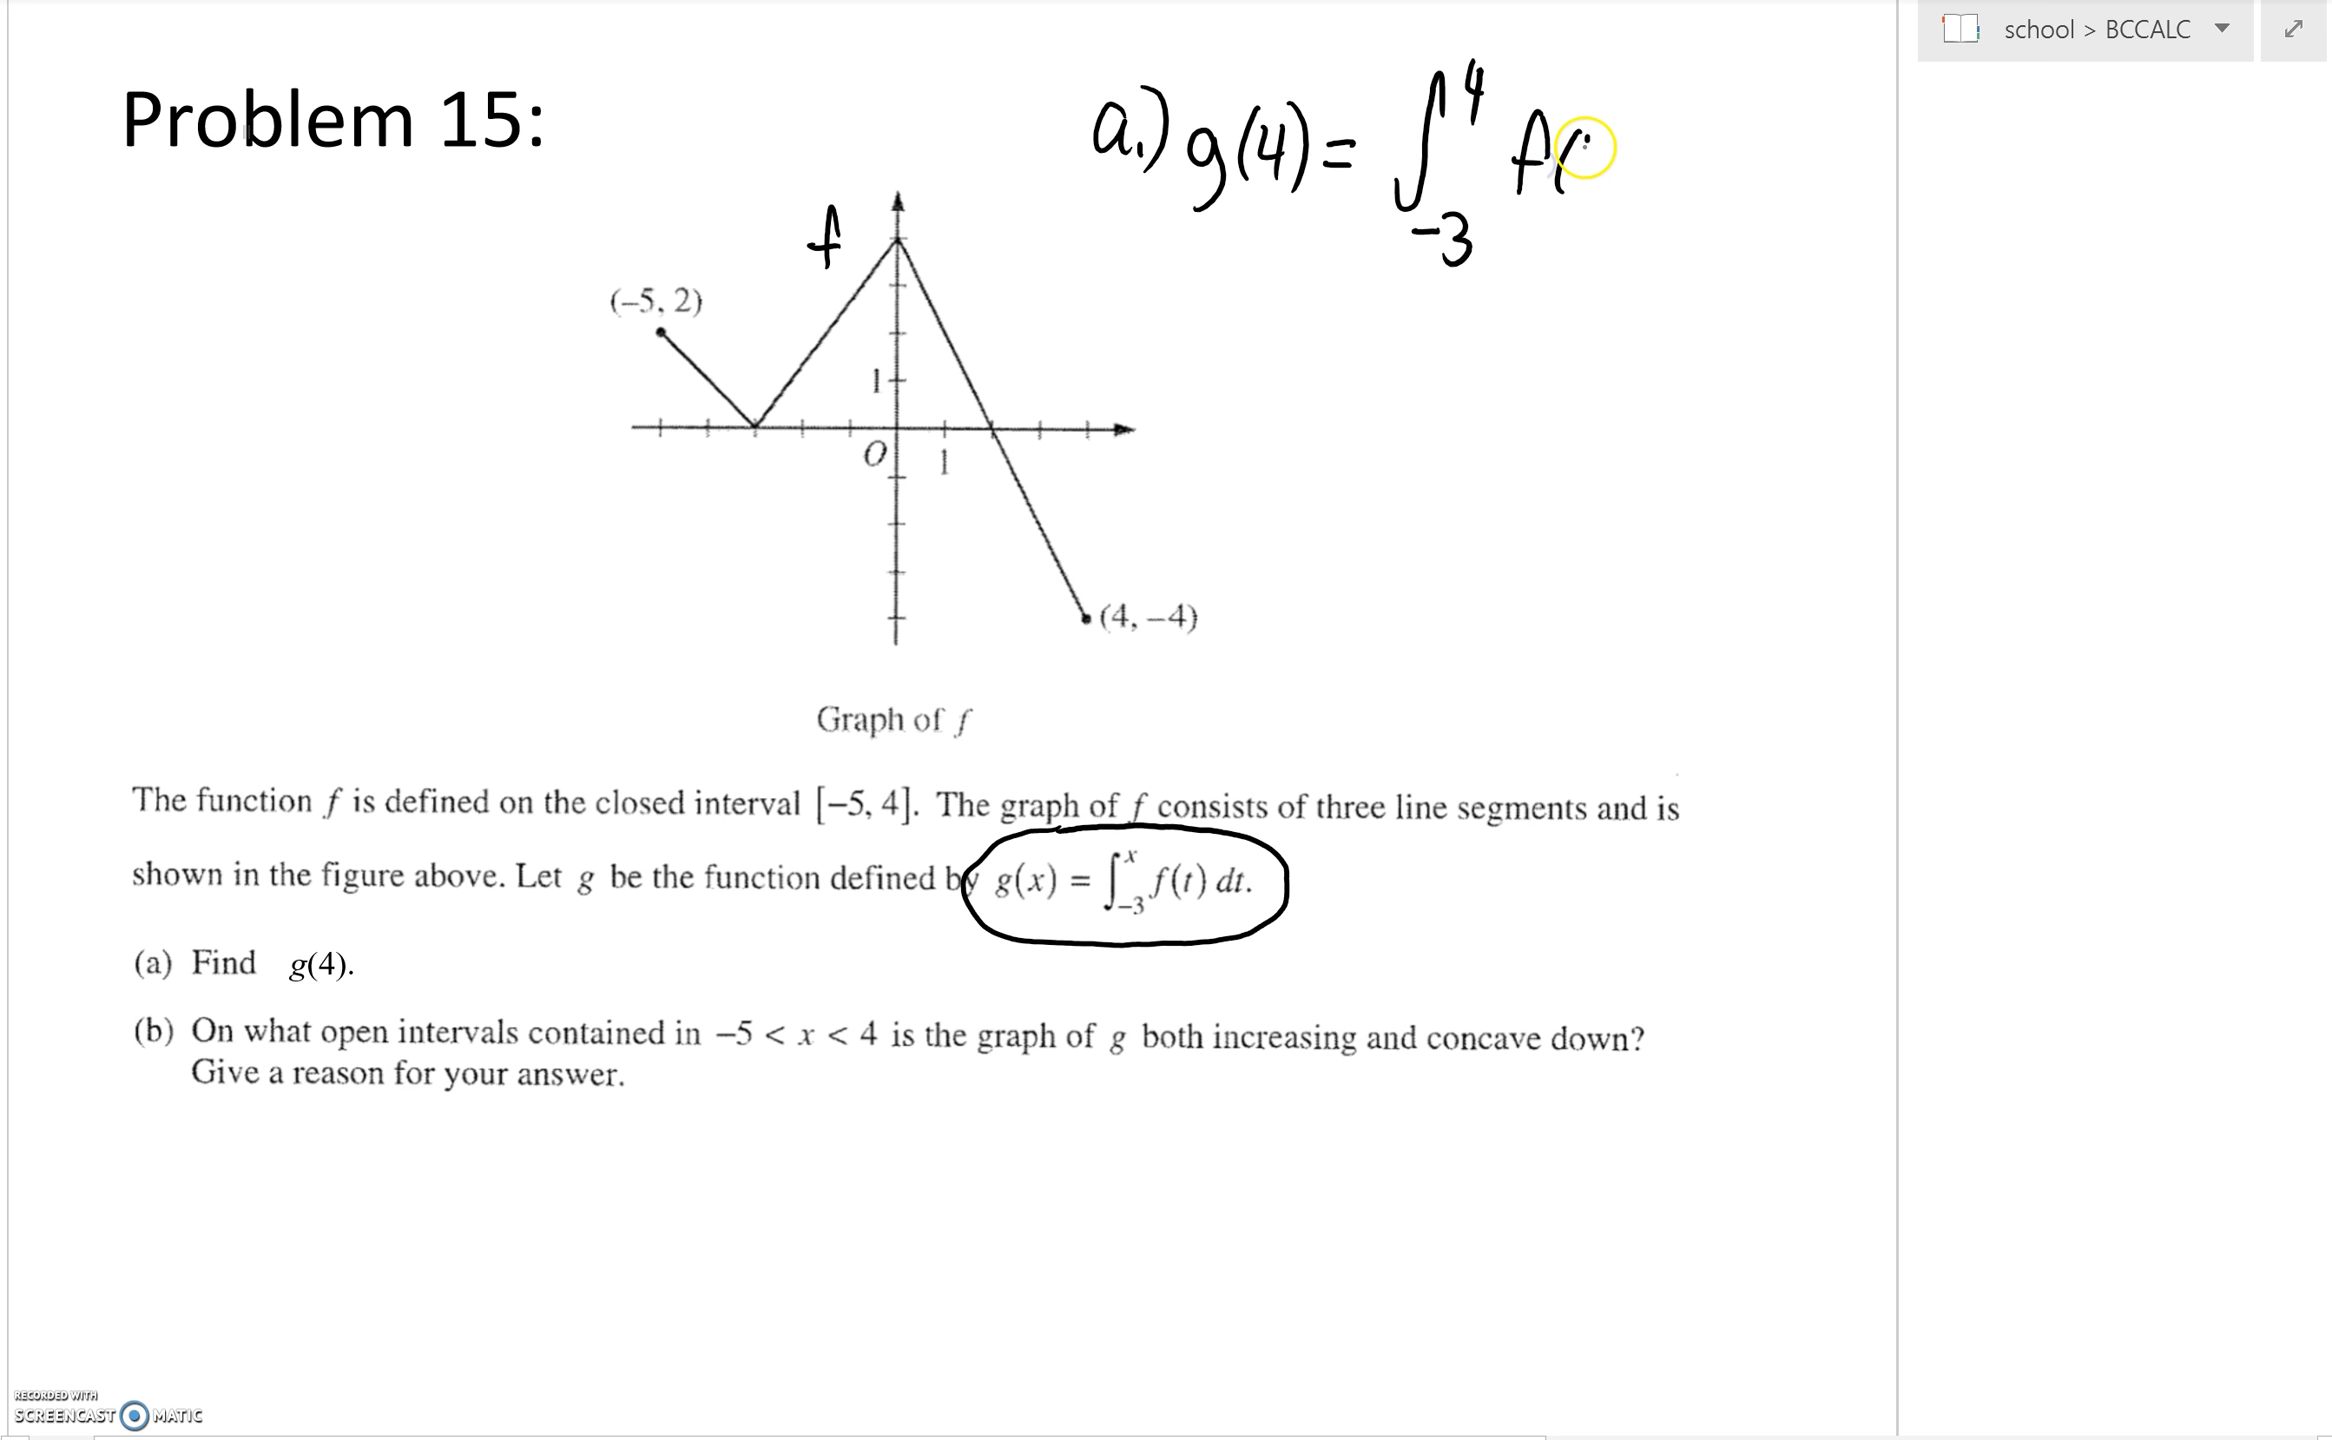 school > BCCALC
Problem 15:
a.) g(4) = ∫ 4 -3 f(
f
(−5, 2)
1
O 1
(4, −4)
Graph of f
The function f is defined on the closed interval [−5, 4]. The graph of f consists of three line segments and is
shown in the figure above. Let g be the function defined by g(x) = ∫_{−3}^{x} f(t) dt.
(a) Find g(4).
(b) On what open intervals contained in −5 < x < 4 is the graph of g both increasing and concave down?
Give a reason for your answer.
RECORDED WITH
SCREENCAST MATIC